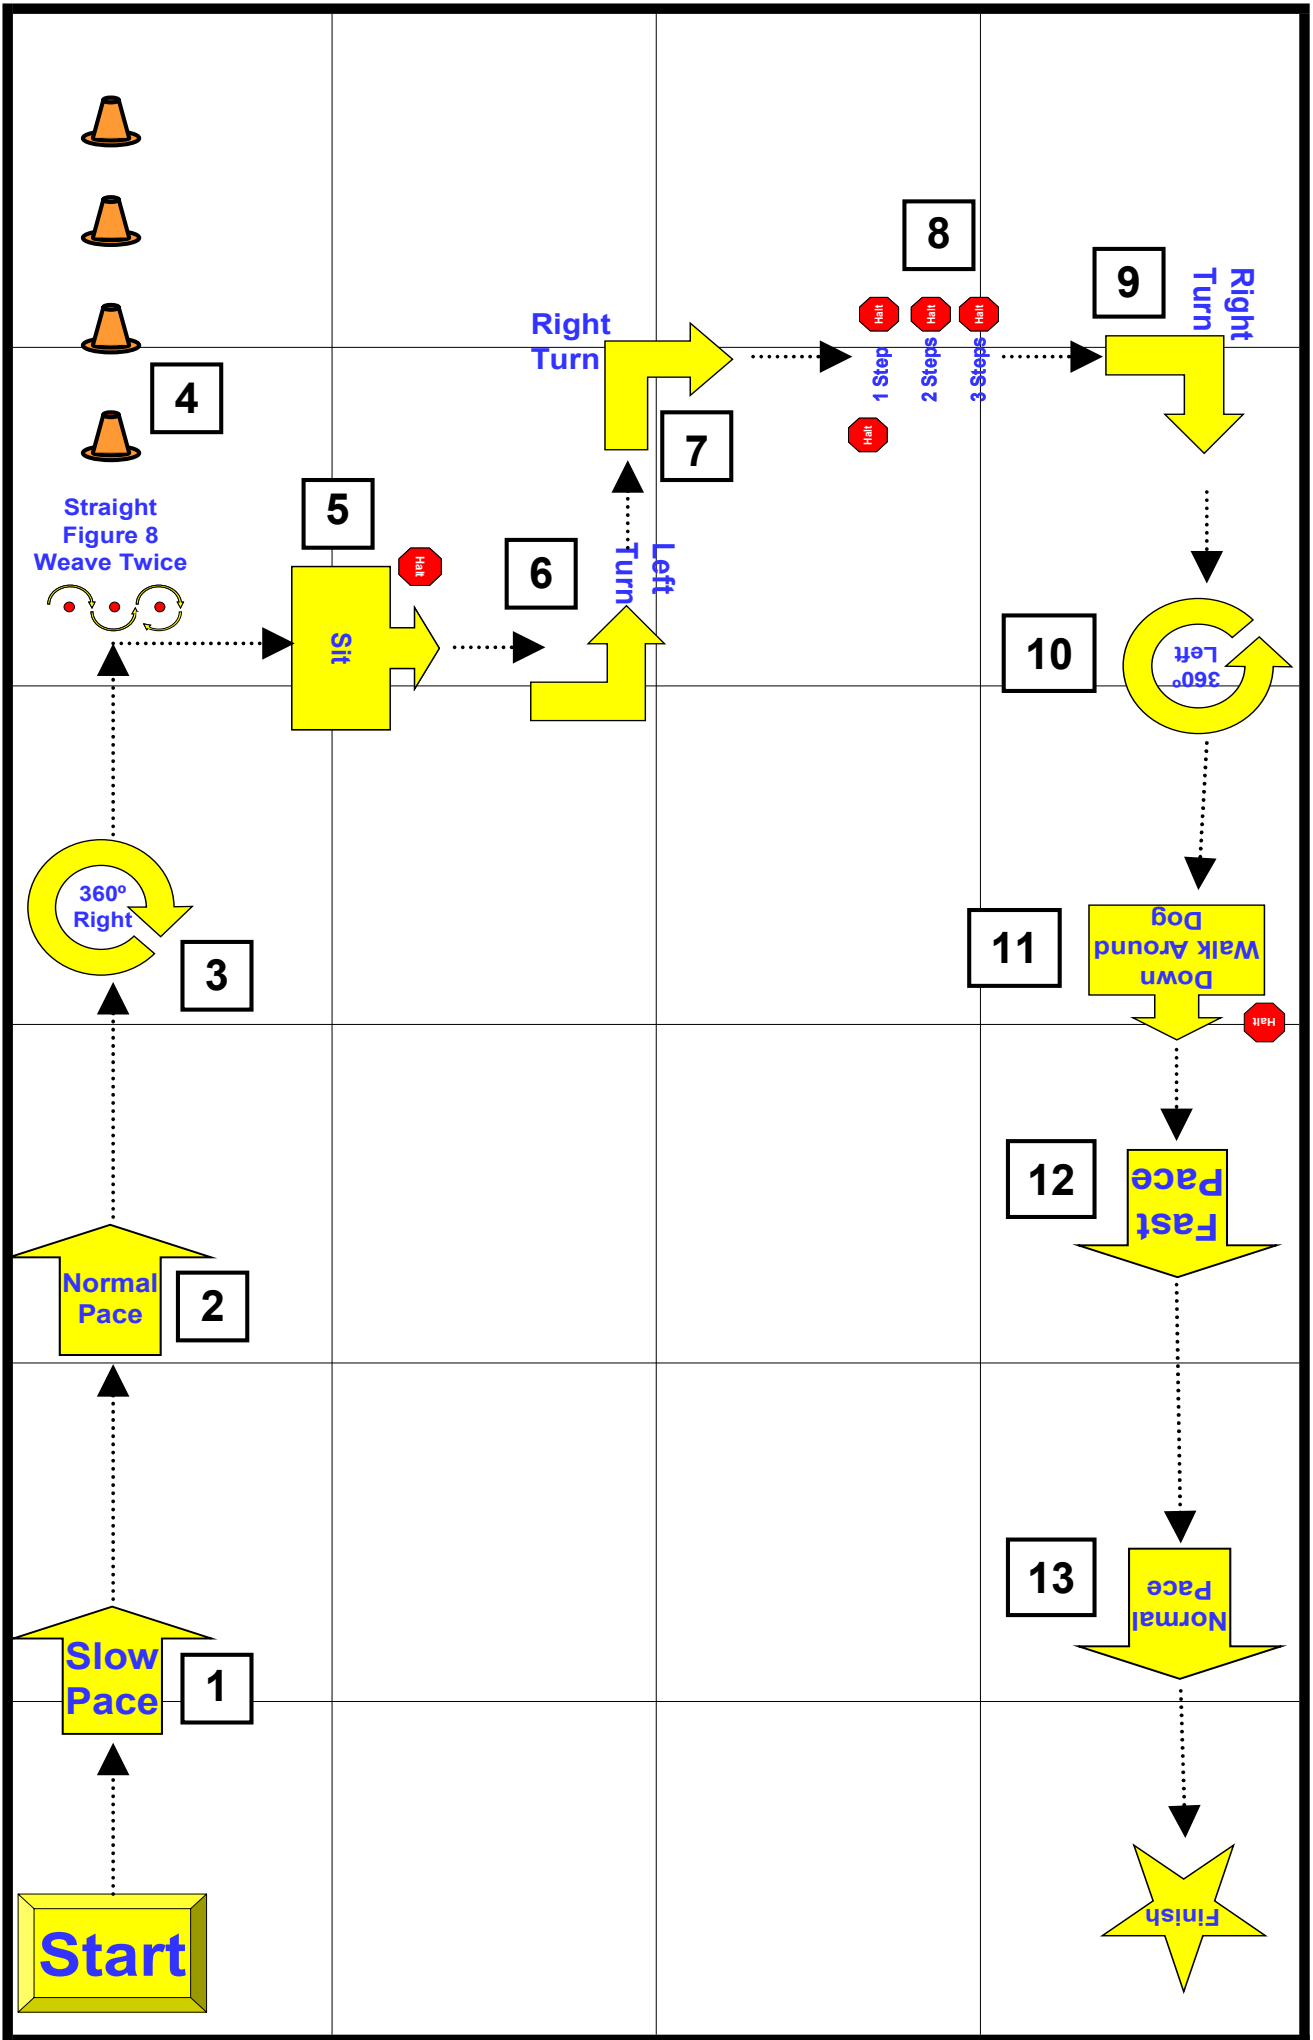 Start
Slow
Pace
1
Normal
Pace
2
360º
Right
3
4
Straight
Figure 8
Weave Twice
5
Halt
Sit
6
Left
Turn
Right
Turn
7
8
Halt
Halt
Halt
1 Step
2 Steps
3 Steps
Halt
9
Right
Turn
10
360º
Left
11
Down
Walk Around
Dog
Halt
12
Fast
Pace
13
Normal
Pace
Finish